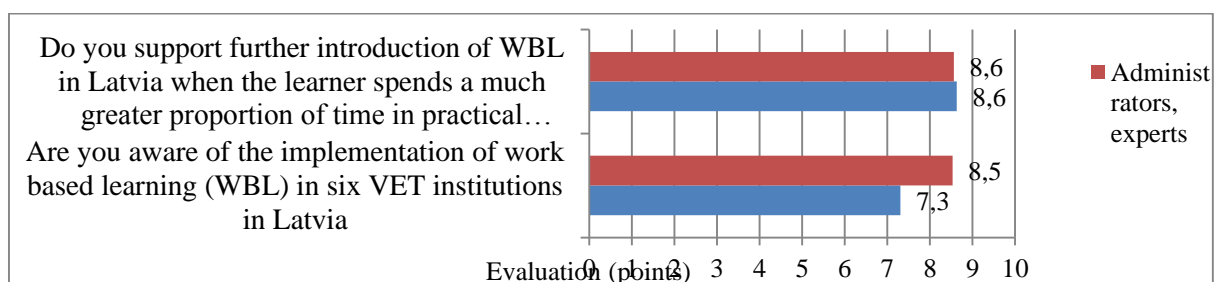 Do you support further introduction of WBL
in Latvia when the learner spends a much
greater proportion of time in practical…
Are you aware of the implementation of work
based learning (WBL) in six VET institutions
in Latvia
8,6
8,6
8,5
7,3
Administ
rators,
experts
0 1 2 3 4 5 6 7 8 9 10
Evaluation (points)